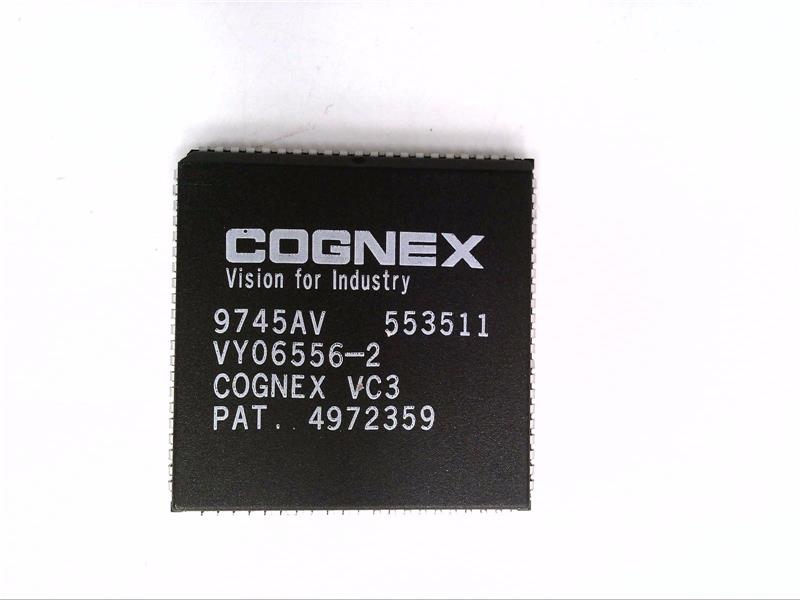 COGNEX
Vision for Industry
9745AV 553511
VY06556-2
COGNEX VC3
PAT. 4972359